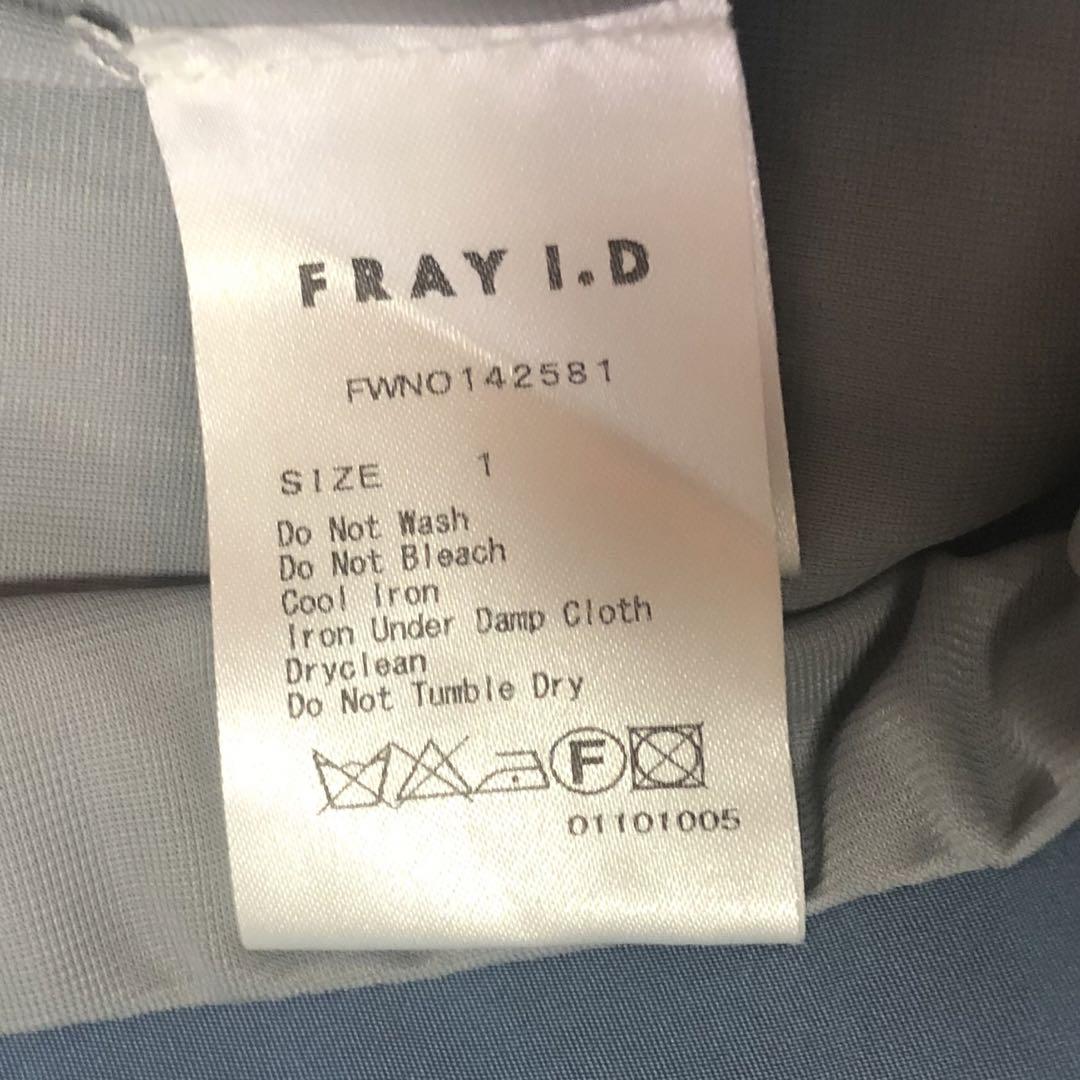 FRAY I.D
FWNO142581
SIZE 1
Do Not Wash
Do Not Bleach
Cool Iron
Iron Under Damp Cloth
Dryclean
Do Not Tumble Dry
F
01101005